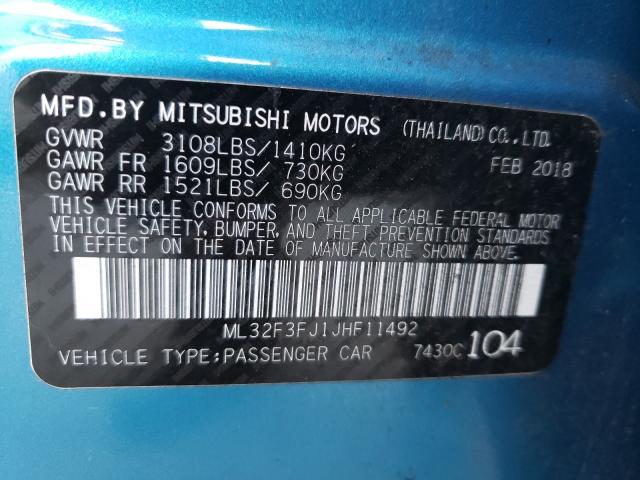 MFD.BY MITSUBISHI MOTORS (THAILAND) CO.,LTD.
GVWR 3108LBS/1410KG FEB 2018
GAWR FR 1609LBS/ 730KG
GAWR RR 1521LBS/ 690KG
THIS VEHICLE CONFORMS TO ALL APPLICABLE FEDERAL MOTOR
VEHICLE SAFETY, BUMPER, AND THEFT PREVENTION STANDARDS
IN EFFECT ON THE DATE OF MANUFACTURE SHOWN ABOVE.
ML32F3FJ1JHF11492
VEHICLE TYPE:PASSENGER CAR 7430C 104